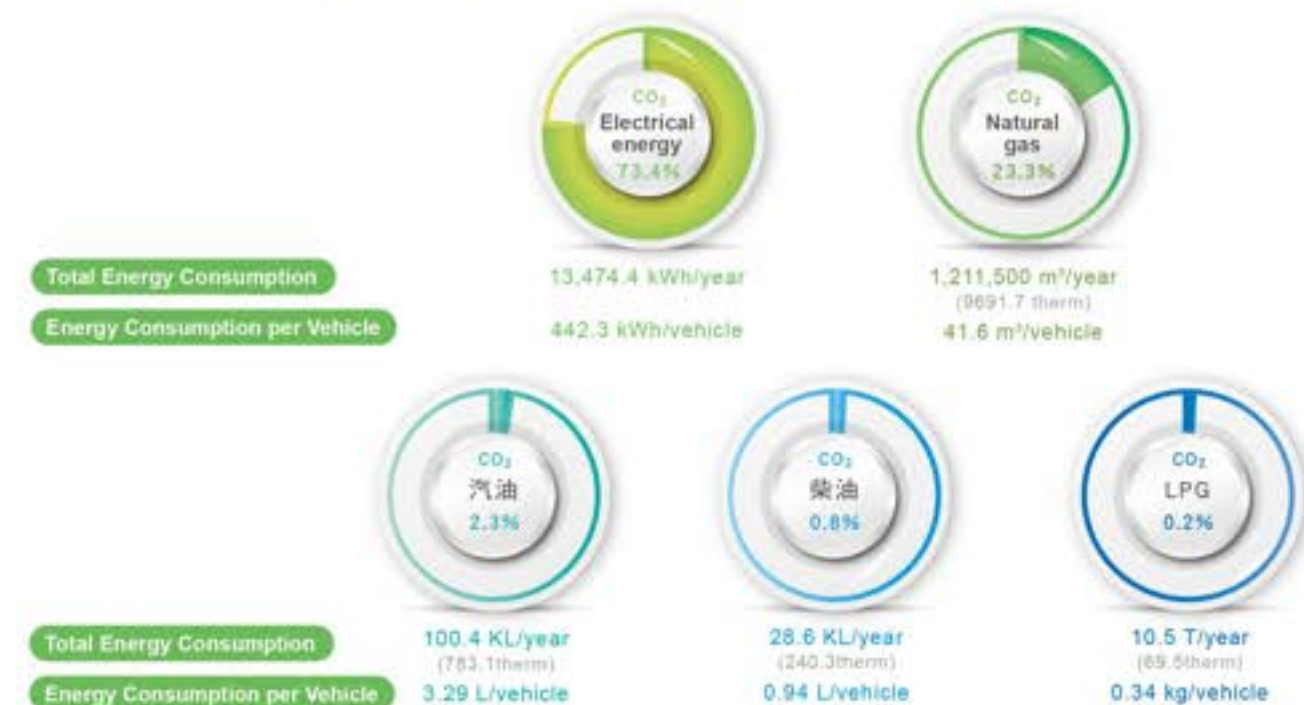 CO₂
Electrical
energy
73.4%
CO₂
Natural
gas
23.3%
Total Energy Consumption
13,474.4 kWh/year
1,211,500 m³/year
(9691.7 therm)
Energy Consumption per Vehicle
442.3 kWh/vehicle
41.6 m³/vehicle
CO₂
汽油
2.3%
CO₂
柴油
0.8%
CO₂
LPG
0.2%
Total Energy Consumption
100.4 KL/year
28.6 KL/year
10.5 T/year
(783.1therm)
(240.3therm)
(69.5therm)
Energy Consumption per Vehicle
3.29 L/vehicle
0.94 L/vehicle
0.34 kg/vehicle